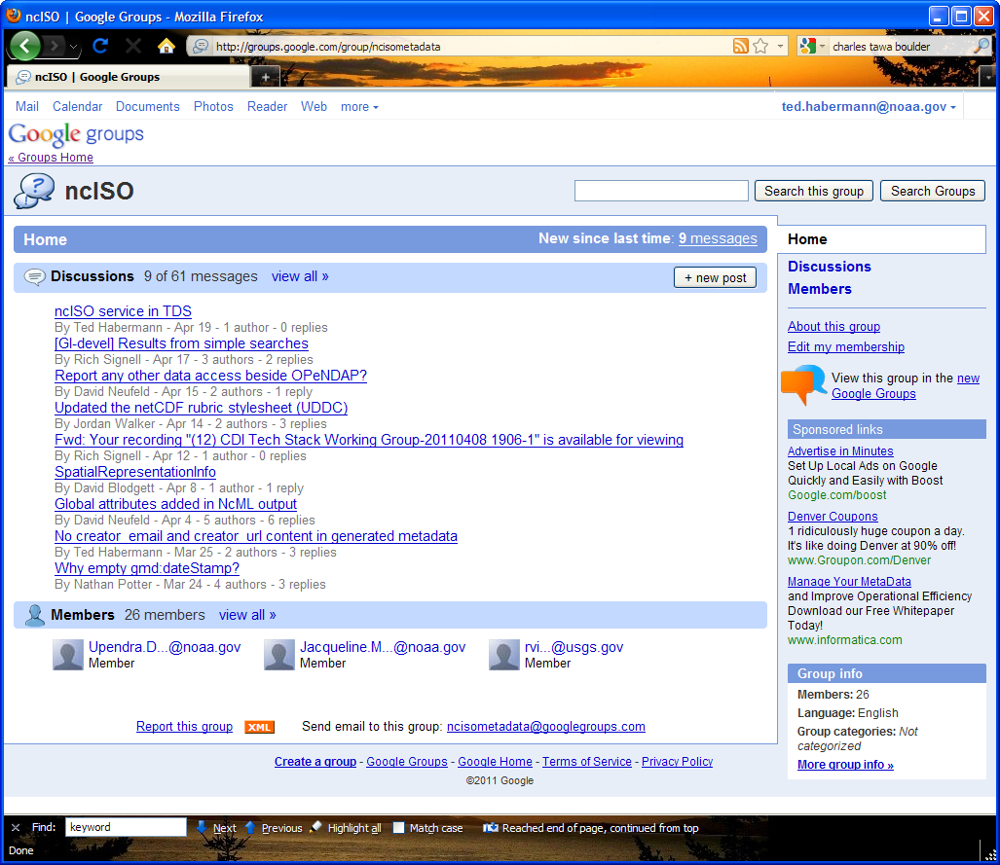 ncISO | Google Groups - Mozilla Firefox
http://groups.google.com/group/ncisometadata
charles tawa boulder
ncISO | Google Groups
Mail Calendar Documents Photos Reader Web more
ted.habermann@noaa.gov
Google groups
« Groups Home
ncISO
Search this group
Search Groups
Home
New since last time: 9 messages
Discussions 9 of 61 messages view all »
+ new post
ncISO service in TDS
By Ted Habermann - Apr 19 - 1 author - 0 replies
[GI-devel] Results from simple searches
By Rich Signell - Apr 17 - 3 authors - 2 replies
Report any other data access beside OPeNDAP?
By David Neufeld - Apr 15 - 2 authors - 1 reply
Updated the netCDF rubric stylesheet (UDDC)
By Jordan Walker - Apr 14 - 2 authors - 3 replies
Fwd: Your recording "(12) CDI Tech Stack Working Group-20110408 1906-1" is available for viewing
By Rich Signell - Apr 12 - 1 author - 0 replies
SpatialRepresentationInfo
By David Blodgett - Apr 8 - 1 author - 1 reply
Global attributes added in NcML output
By David Neufeld - Apr 4 - 5 authors - 6 replies
No creator_email and creator_url content in generated metadata
By Ted Habermann - Mar 25 - 2 authors - 3 replies
Why empty gmd:dateStamp?
By Nathan Potter - Mar 24 - 4 authors - 3 replies
Members 26 members view all »
Upendra.D...@noaa.gov
Member
Jacqueline.M...@noaa.gov
Member
rvi...@usgs.gov
Member
Report this group XML Send email to this group: ncisometadata@googlegroups.com
Home
Discussions
Members
About this group
Edit my membership
View this group in the new
Google Groups
Sponsored links
Advertise in Minutes
Set Up Local Ads on Google
Quickly and Easily with Boost
Google.com/boost
Denver Coupons
1 ridiculously huge coupon a day.
It's like doing Denver at 90% off!
www.Groupon.com/Denver
Manage Your MetaData
and Improve Operational Efficiency
Download our Free Whitepaper
Today!
www.informatica.com
Group info
Members: 26
Language: English
Group categories: Not
categorized
More group info »
Create a group - Google Groups - Google Home - Terms of Service - Privacy Policy
©2011 Google
Find: keyword Next Previous Highlight all Match case Reached end of page, continued from top
Done